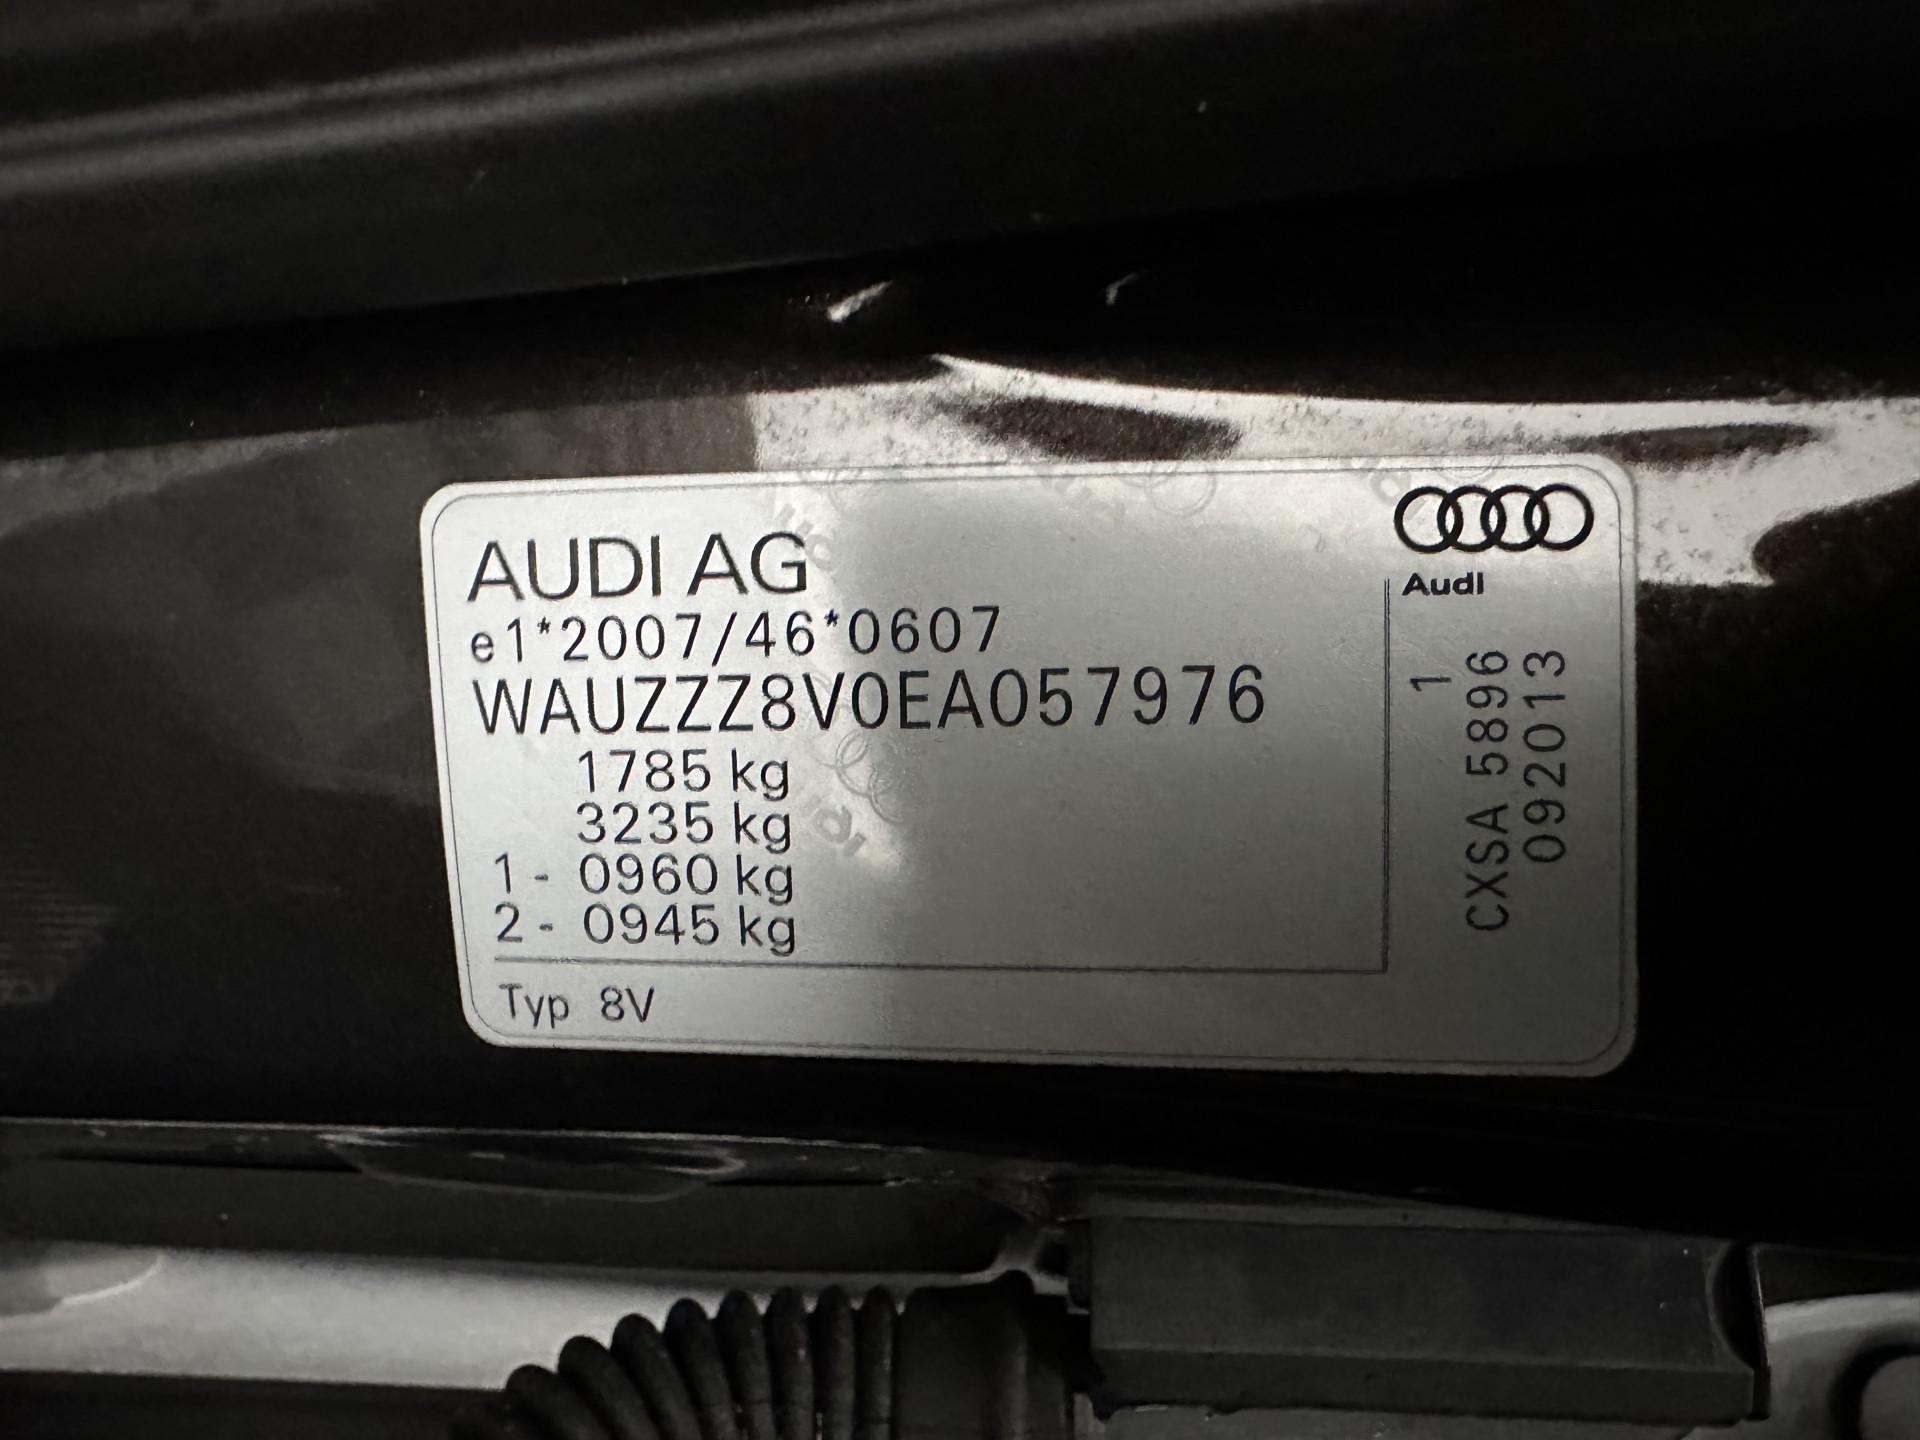 AUDI AG
e1*2007/46*0607
WAUZZZ8V0EA057976
1785 kg
3235 kg
1- 0960 kg
2- 0945 kg
Typ 8V
Audi
1
CXSA 5896
092013